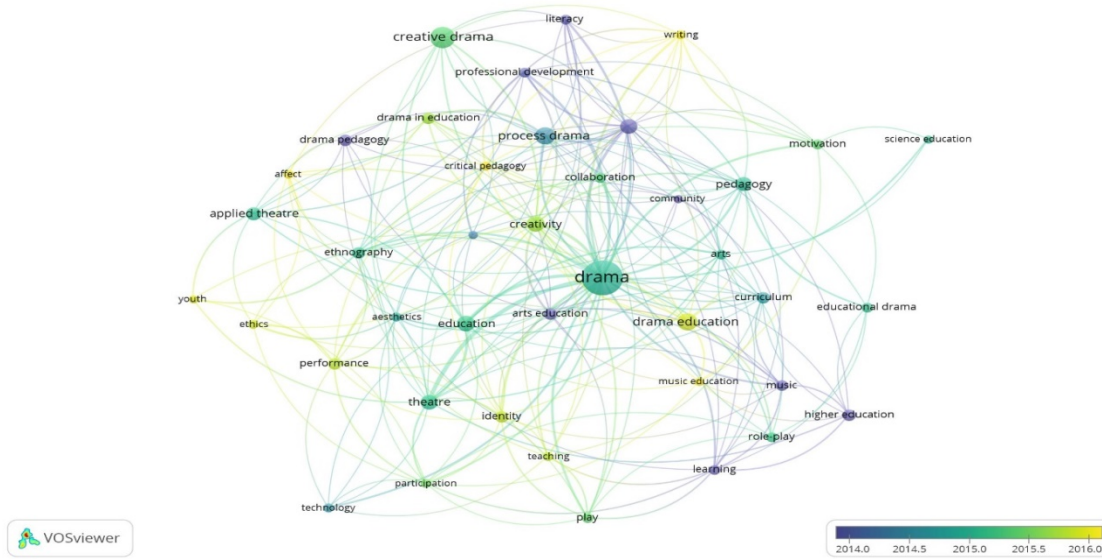 literacy
creative drama
writing
professional development
drama in education
process drama
drama pedagogy
motivation
science education
critical pedagogy
affect
collaboration
pedagogy
community
applied theatre
creativity
ethnography
arts
drama
youth
curriculum
educational drama
arts education
aesthetics
ethics
education
drama education
performance
music education
music
theatre
identity
higher education
role-play
teaching
learning
participation
technology
play
VOSviewer
2014.0 2014.5 2015.0 2015.5 2016.0